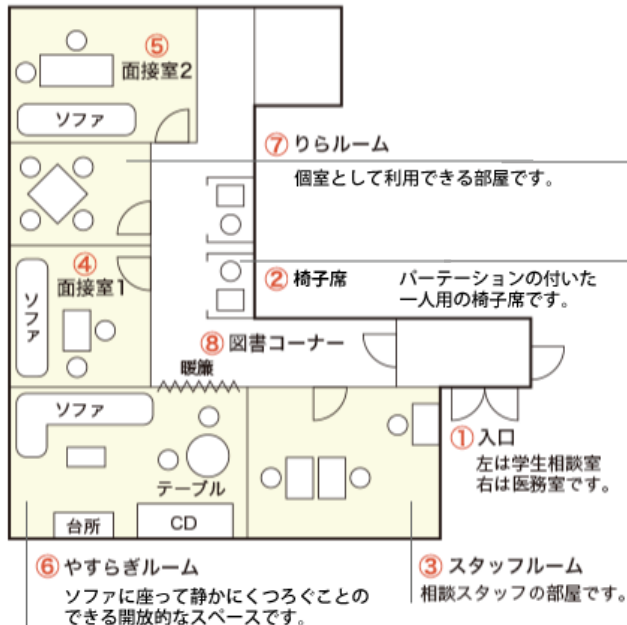 ⑤
面接室2
ソファ
⑦ りらルーム
個室として利用できる部屋です。
④
面接室1
ソファ
② 椅子席
パーテーションの付いた
一人用の椅子席です。
⑧ 図書コーナー
暖簾
ソファ
テーブル
台所
CD
① 入口
左は学生相談室
右は医務室です。
⑥ やすらぎルーム
ソファに座って静かにくつろぐことの
できる開放的なスペースです。
③ スタッフルーム
相談スタッフの部屋です。